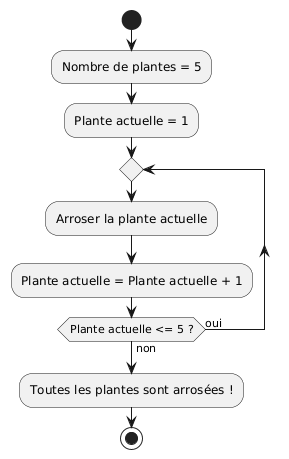 Nombre de plantes = 5
Plante actuelle = 1
Arroser la plante actuelle
Plante actuelle = Plante actuelle + 1
Plante actuelle <= 5 ?
oui
non
Toutes les plantes sont arrosées !